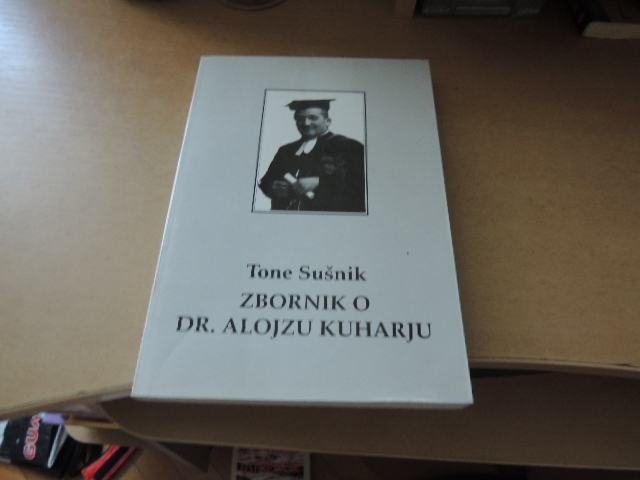 Tone Sušnik
ZBORNIK O
DR. ALOJZU KUHARJU